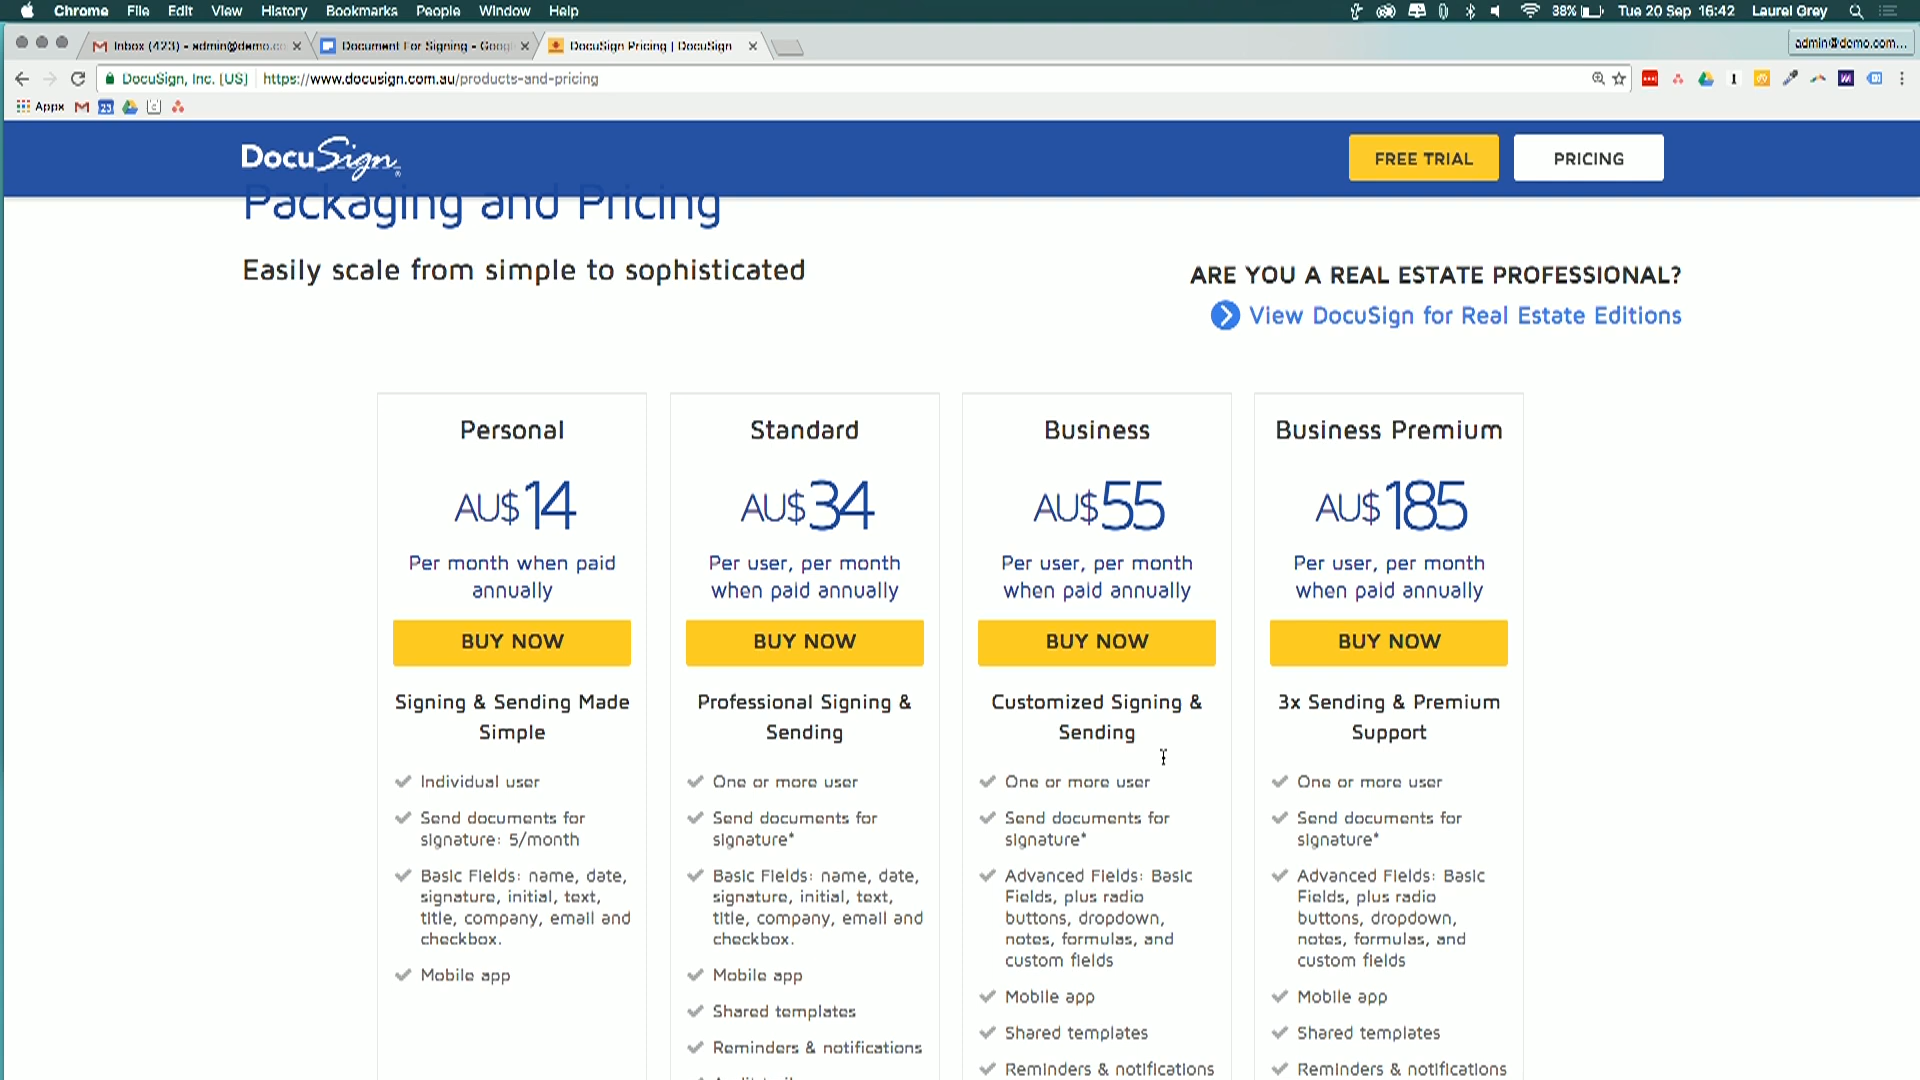 Chrome File Edit View History Bookmarks People Window Help 38% Tue 20 Sep 16:42 Laurel Grey
Inbox (423) - admin@demo.co Document For Signing - Googl DocuSign Pricing | DocuSign admin@demo.com...
DocuSign, Inc. [US] https://www.docusign.com.au/products-and-pricing
Apps
DocuSign FREE TRIAL PRICING
Packaging and Pricing
Easily scale from simple to sophisticated
ARE YOU A REAL ESTATE PROFESSIONAL?
View DocuSign for Real Estate Editions
Personal
AU$14
Per month when paid
annually
BUY NOW
Signing & Sending Made
Simple
Individual user
Send documents for
signature: 5/month
Basic Fields: name, date,
signature, initial, text,
title, company, email and
checkbox.
Mobile app
Standard
AU$34
Per user, per month
when paid annually
BUY NOW
Professional Signing &
Sending
One or more user
Send documents for
signature*
Basic Fields: name, date,
signature, initial, text,
title, company, email and
checkbox.
Mobile app
Shared templates
Reminders & notifications
Business
AU$55
Per user, per month
when paid annually
BUY NOW
Customized Signing &
Sending
One or more user
Send documents for
signature*
Advanced Fields: Basic
Fields, plus radio
buttons, dropdown,
notes, formulas, and
custom fields
Mobile app
Shared templates
Reminders & notifications
Business Premium
AU$185
Per user, per month
when paid annually
BUY NOW
3x Sending & Premium
Support
One or more user
Send documents for
signature*
Advanced Fields: Basic
Fields, plus radio
buttons, dropdown,
notes, formulas, and
custom fields
Mobile app
Shared templates
Reminders & notifications